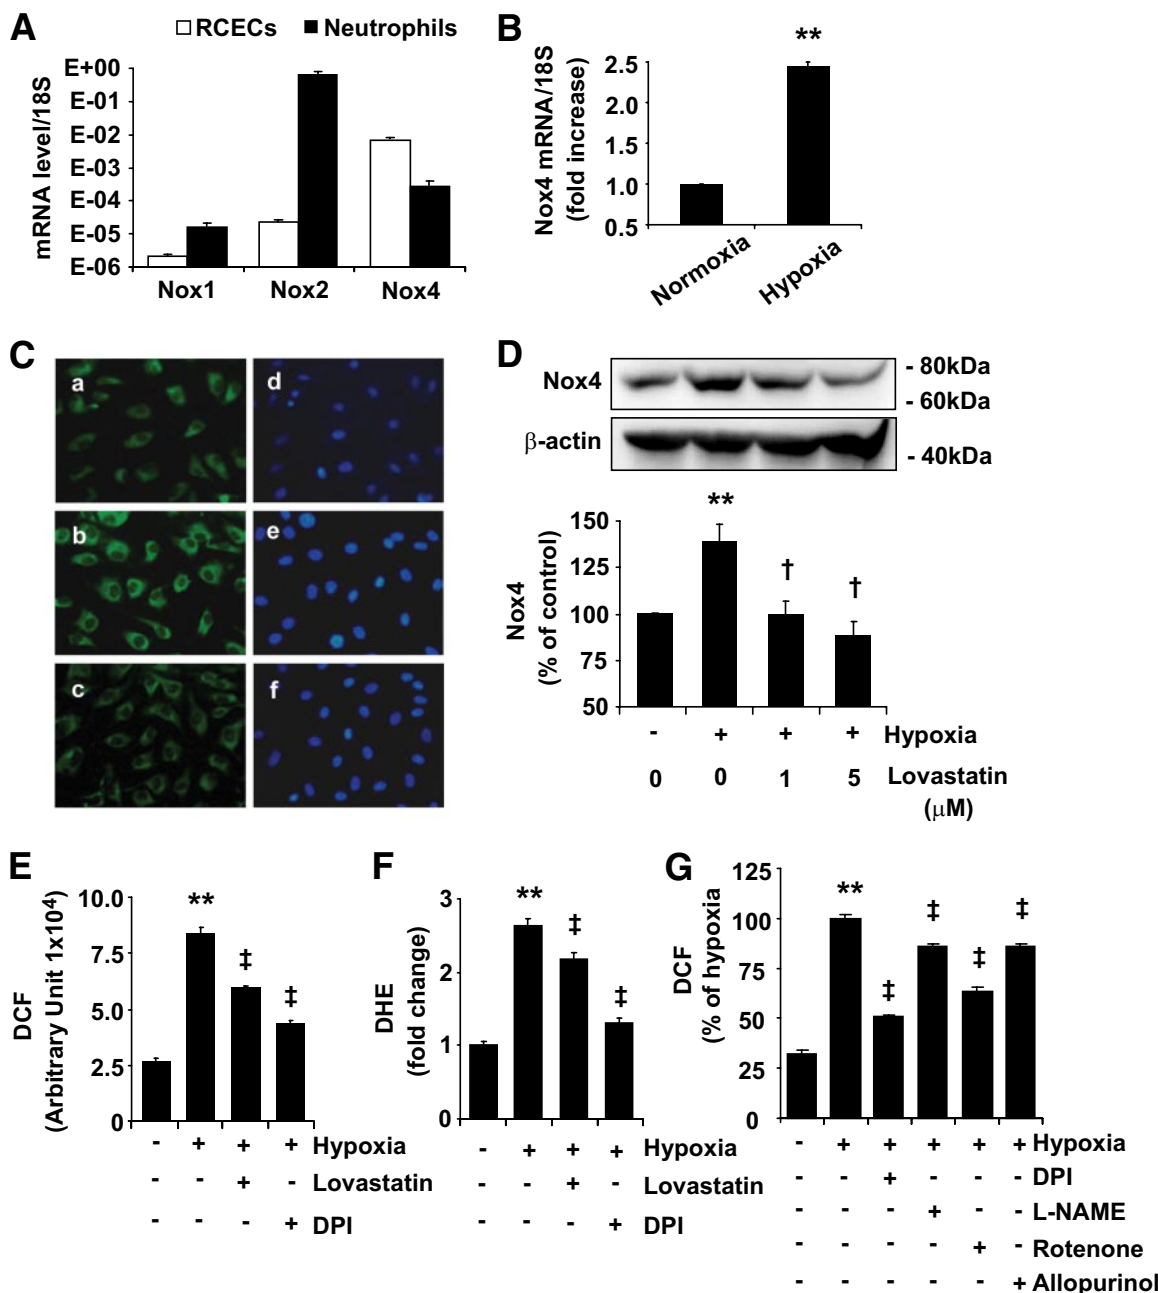 A
RCECs Neutrophils
mRNA level/18S
E+00
E-01
E-02
E-03
E-04
E-05
E-06
Nox1 Nox2 Nox4
B
Nox4 mRNA/18S
(fold increase)
**
2.5
2.0
1.5
1.0
0.5
Normoxia Hypoxia
C
a d
b e
c f
D
Nox4
- 80kDa
- 60kDa
β-actin
- 40kDa
Nox4
(% of control)
150
125
100
75
50
** † †
- + + + Hypoxia
0 0 1 5 Lovastatin
(μM)
E
DCF
(Arbitrary Unit 1x10⁴)
10.0
7.5
5.0
2.5
0
** ‡ ‡
- + + + Hypoxia
- - + - Lovastatin
- - - + DPI
F
DHE
(fold change)
3
2
1
0
** ‡ ‡
- + + + Hypoxia
- - + - Lovastatin
- - - + DPI
G
DCF
(% of hypoxia)
125
100
75
50
25
0
** ‡ ‡ ‡ ‡
- + + + + + Hypoxia
- - + - - - DPI
- - - + - - L-NAME
- - - - + - Rotenone
- - - - - + Allopurinol